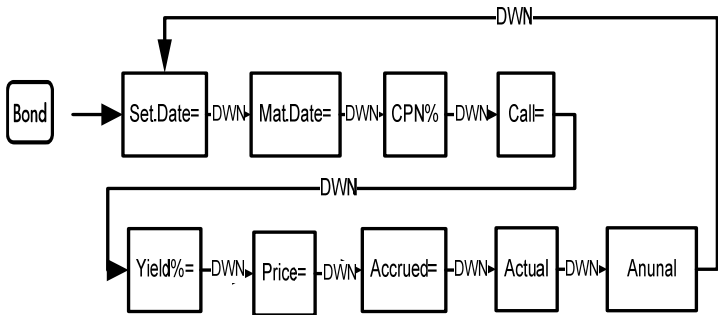 DWN
Bond
Set.Date= DWN Mat.Date= DWN CPN% DWN Call=
DWN
Yield%= DWN Price= DWN Accrued= DWN Actual DWN Anunal